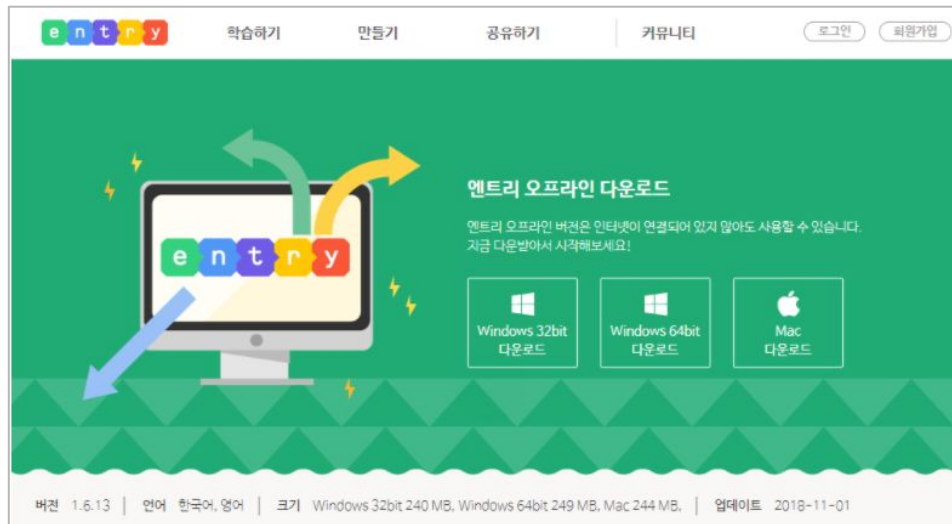 entry 학습하기 만들기 공유하기 커뮤니티 로그인 회원가입
entry
엔트리 오프라인 다운로드
엔트리 오프라인 버전은 인터넷이 연결되어 있지 않아도 사용할 수 있습니다.
지금 다운받아서 시작해보세요!
Windows 32bit
다운로드
Windows 64bit
다운로드
Mac
다운로드
버전 1.6.13 | 언어 한국어, 영어 | 크기 Windows 32bit 240 MB, Windows 64bit 249 MB, Mac 244 MB, | 업데이트 2018-11-01